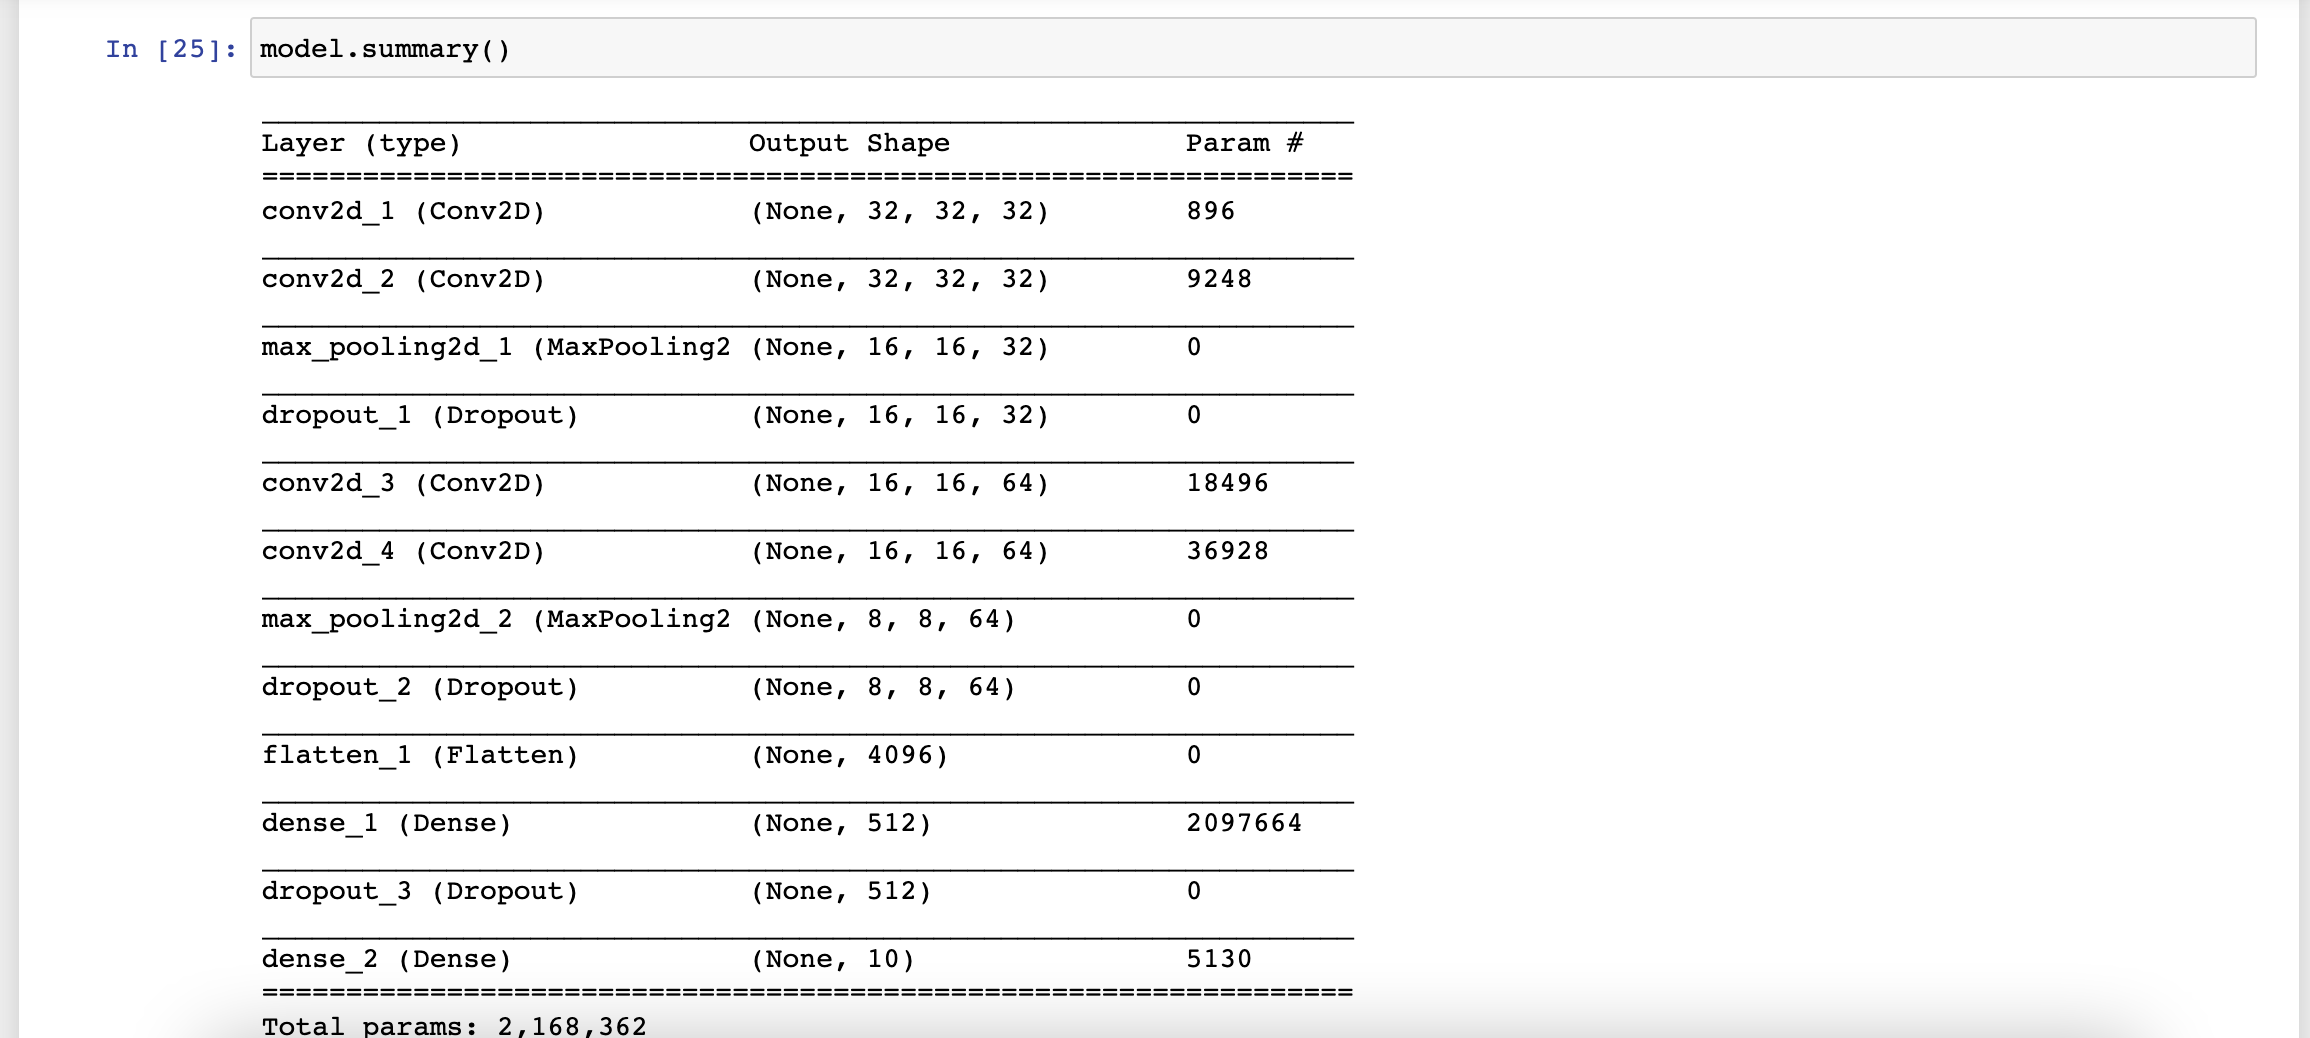 In [25]: model.summary()
Layer (type) Output Shape Param #
=================================================================
conv2d_1 (Conv2D) (None, 32, 32, 32) 896
conv2d_2 (Conv2D) (None, 32, 32, 32) 9248
max_pooling2d_1 (MaxPooling2 (None, 16, 16, 32) 0
dropout_1 (Dropout) (None, 16, 16, 32) 0
conv2d_3 (Conv2D) (None, 16, 16, 64) 18496
conv2d_4 (Conv2D) (None, 16, 16, 64) 36928
max_pooling2d_2 (MaxPooling2 (None, 8, 8, 64) 0
dropout_2 (Dropout) (None, 8, 8, 64) 0
flatten_1 (Flatten) (None, 4096) 0
dense_1 (Dense) (None, 512) 2097664
dropout_3 (Dropout) (None, 512) 0
dense_2 (Dense) (None, 10) 5130
=================================================================
Total params: 2,168,362